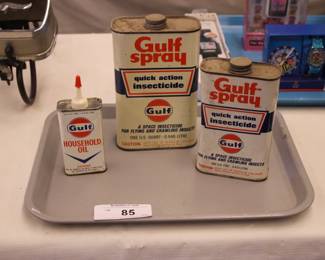 Gulf
spray
quick action
insecticide
Gulf
A SPACE INSECTICIDE
FOR FLYING AND CRAWLING INSECTS
CAUTION
Gulf-
spray
quick action
insecticide
Gulf
A SPACE INSECTICIDE
FOR FLYING AND CRAWLING INSECTS
Gulf
HOUSEHOLD
OIL
85